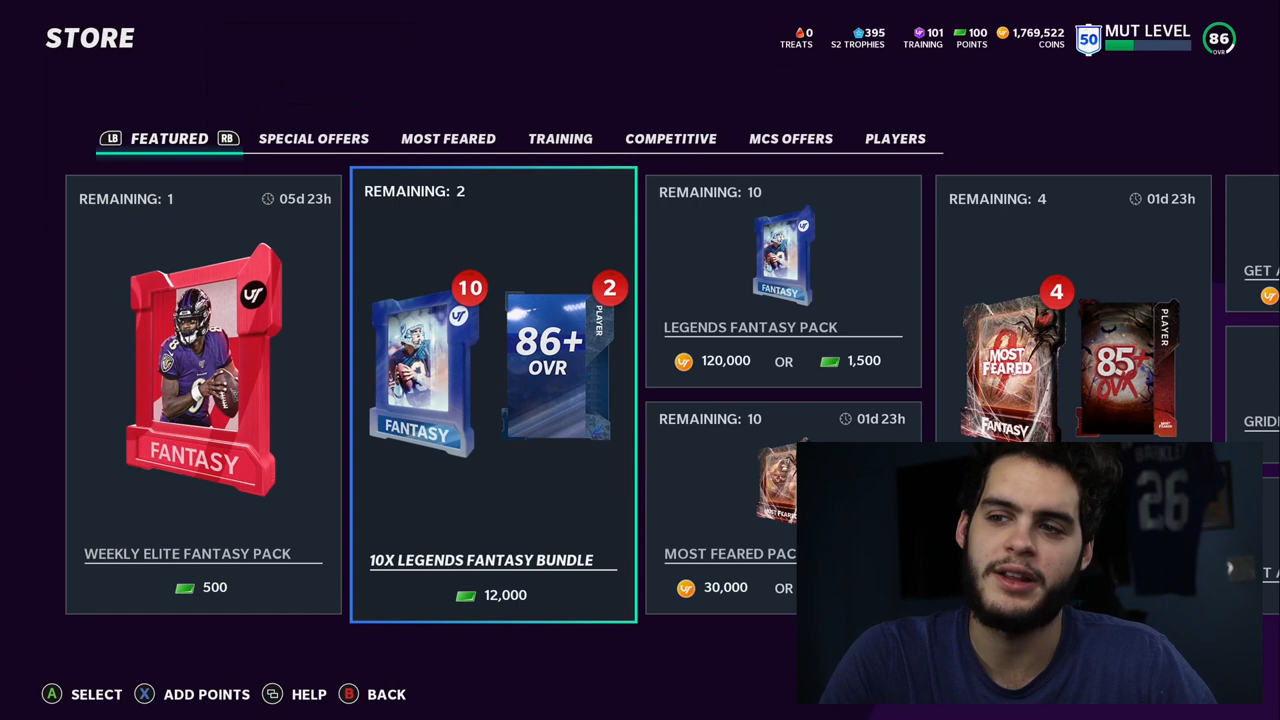 STORE
0
TREATS
395
S2 TROPHIES
101
TRAINING
100
POINTS
1,769,522
COINS
50
MUT LEVEL
86
OVR
LB FEATURED RB SPECIAL OFFERS MOST FEARED TRAINING COMPETITIVE MCS OFFERS PLAYERS
REMAINING: 1 05d 23h
FANTASY
WEEKLY ELITE FANTASY PACK
500
REMAINING: 2
10
FANTASY
2
86+
OVR
PLAYER
10X LEGENDS FANTASY BUNDLE
12,000
REMAINING: 10
FANTASY
LEGENDS FANTASY PACK
120,000 OR 1,500
REMAINING: 10 01d 23h
MOST FEARED PAC
30,000 OR
REMAINING: 4 01d 23h
4
MOST
FEARED
FANTASY
85+
OVR
PLAYER
GET
GRID
26
A SELECT X ADD POINTS HELP B BACK